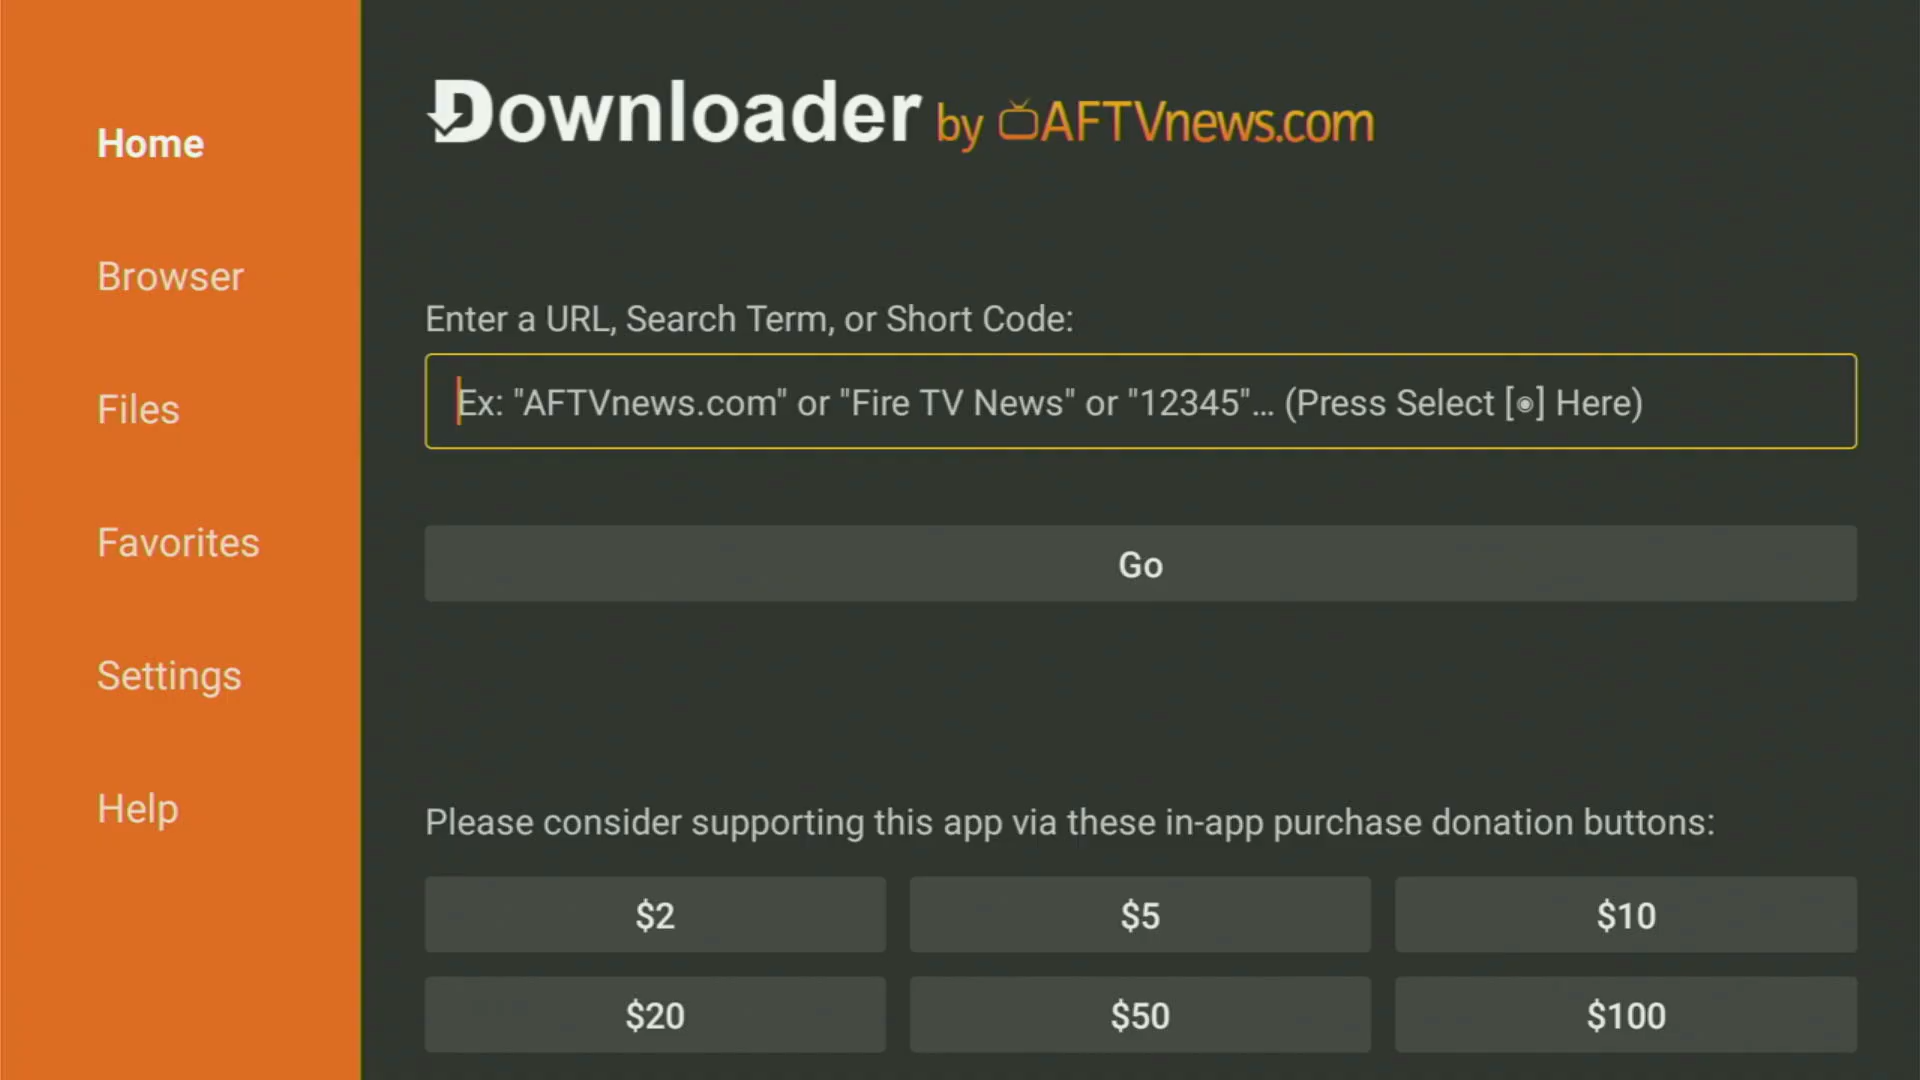 Downloader by AFTVnews.com
Home
Browser
Files
Favorites
Settings
Help
Enter a URL, Search Term, or Short Code:
Ex: "AFTVnews.com" or "Fire TV News" or "12345"... (Press Select [◉] Here)
Go
Please consider supporting this app via these in-app purchase donation buttons:
$2
$5
$10
$20
$50
$100